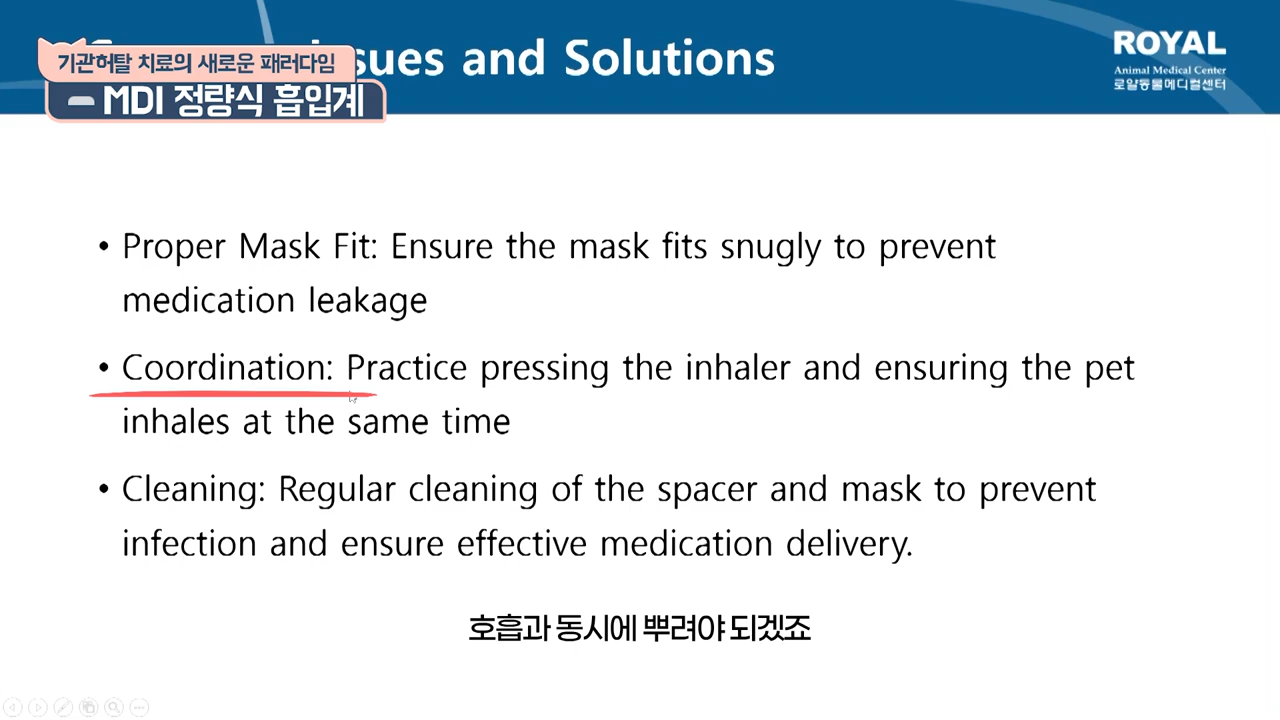 기관허탈 치료의 새로운 패러다임
MDI 정량식 흡입계
and Solutions
ROYAL
Animal Medical Center
로얄동물메디컬센터
• Proper Mask Fit: Ensure the mask fits snugly to prevent
medication leakage
• Coordination: Practice pressing the inhaler and ensuring the pet
inhales at the same time
• Cleaning: Regular cleaning of the spacer and mask to prevent
infection and ensure effective medication delivery.
호흡과 동시에 뿌려야 되겠죠